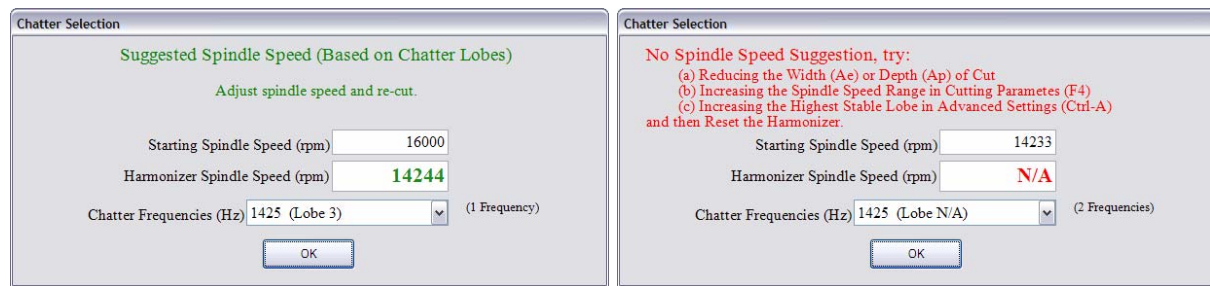 Chatter Selection
Suggested Spindle Speed (Based on Chatter Lobes)
Adjust spindle speed and re-cut.
Starting Spindle Speed (rpm) 16000
Harmonizer Spindle Speed (rpm) 14244
Chatter Frequencies (Hz) 1425 (Lobe 3) (1 Frequency)
OK
Chatter Selection
No Spindle Speed Suggestion, try:
(a) Reducing the Width (Ae) or Depth (Ap) of Cut
(b) Increasing the Spindle Speed Range in Cutting Parametes (F4)
(c) Increasing the Highest Stable Lobe in Advanced Settings (Ctrl-A)
and then Reset the Harmonizer.
Starting Spindle Speed (rpm) 14233
Harmonizer Spindle Speed (rpm) N/A
Chatter Frequencies (Hz) 1425 (Lobe N/A) (2 Frequencies)
OK